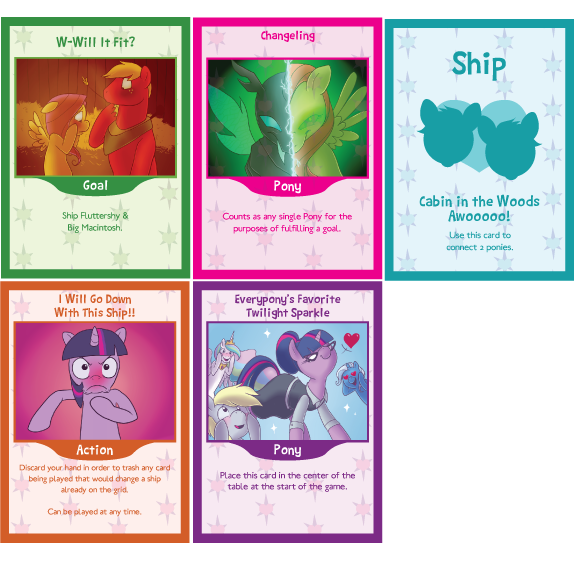 W-Will It Fit?
Goal
Ship Fluttershy &
Big Macintosh.
Changeling
Pony
Counts as any single Pony for the
purposes of fulfilling a goal.
Ship
Cabin in the Woods
Awooooo!
Use this card to
connect 2 ponies.
I Will Go Down
With This Ship!!
Action
Discard your hand in order to trash any card
being played that would change a ship
already on the grid.
Can be played at any time.
Everypony's Favorite
Twilight Sparkle
Pony
Place this card in the center of the
table at the start of the game.